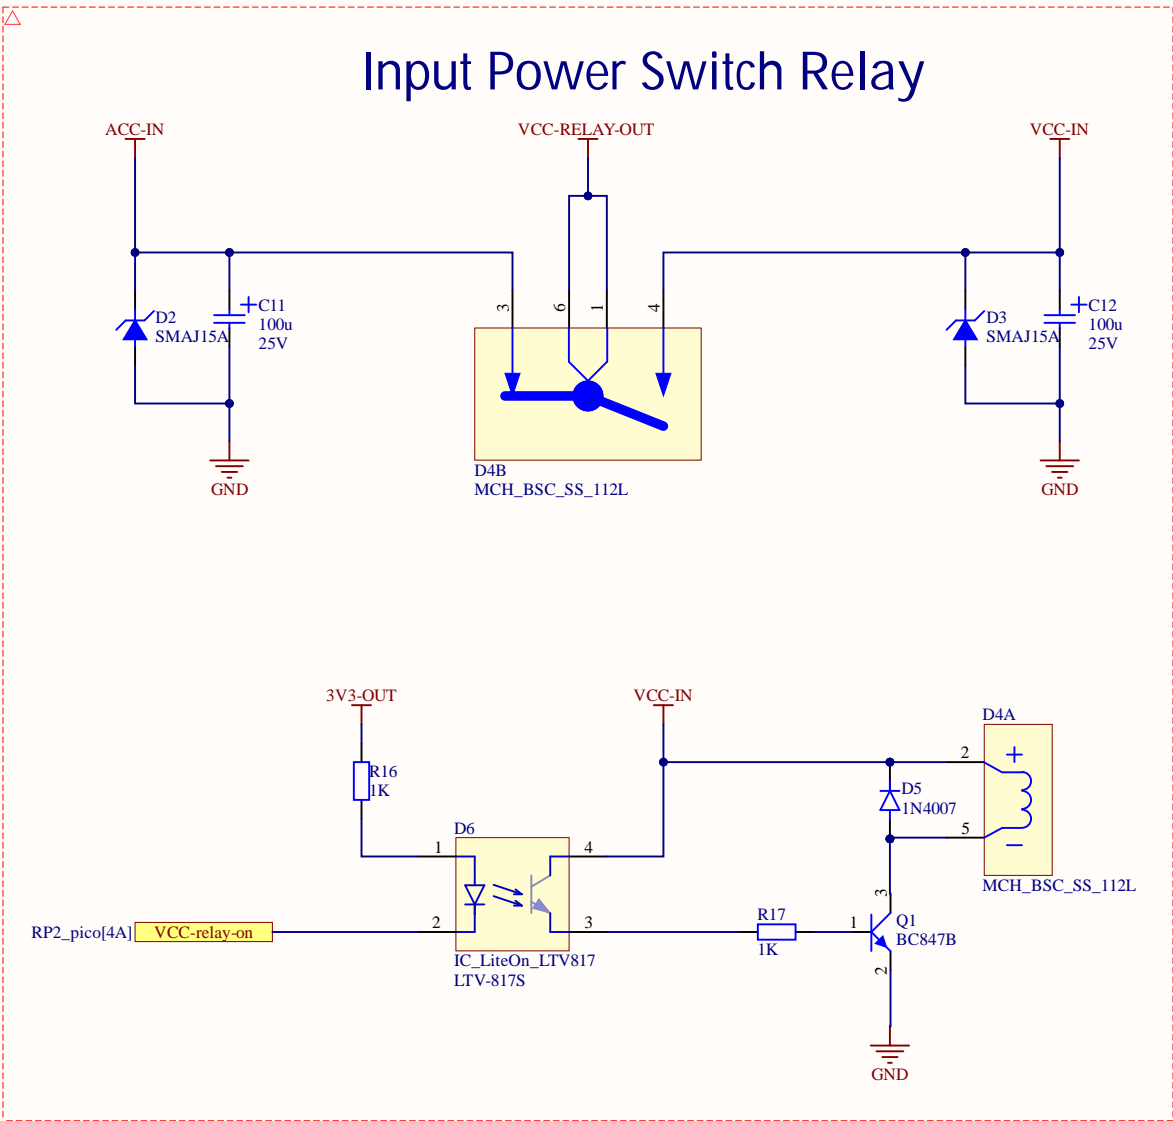 Input Power Switch Relay
ACC-IN
VCC-RELAY-OUT
VCC-IN
3
6
1
4
D2
SMAJ15A
C11
100u
25V
D3
SMAJ15A
C12
100u
25V
GND
D4B
MCH_BSC_SS_112L
GND
3V3-OUT
VCC-IN
D4A
R16
1K
2
+
D5
1N4007
5
D6
1
4
MCH_BSC_SS_112L
3
RP2_pico[4A]
VCC-relay-on
2
3
R17
1K
1
Q1
BC847B
IC_LiteOn_LTV817
LTV-817S
2
GND